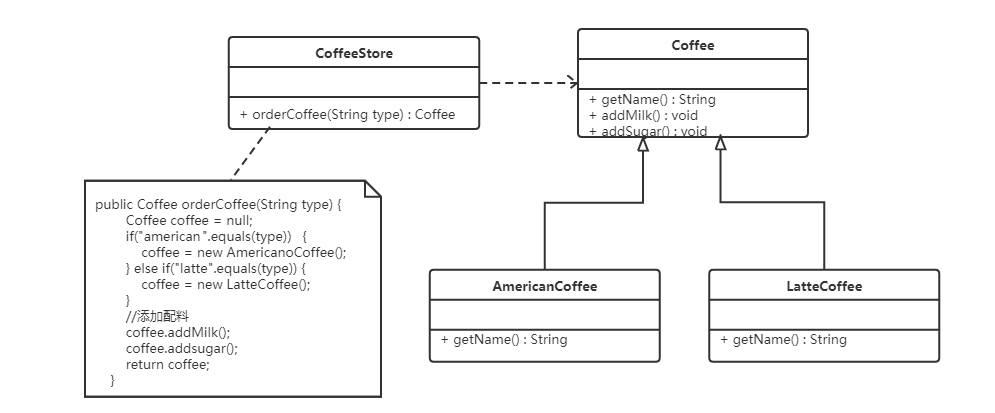 CoffeeStore
+ orderCoffee(String type) : Coffee
Coffee
+ getName() : String
+ addMilk() : void
+ addSugar() : void
public Coffee orderCoffee(String type) {
Coffee coffee = null;
if("american".equals(type)) {
coffee = new AmericanoCoffee();
} else if("latte".equals(type)) {
coffee = new LatteCoffee();
}
//添加配料
coffee.addMilk();
coffee.addsugar();
return coffee;
}
AmericanCoffee
+ getName() : String
LatteCoffee
+ getName() : String